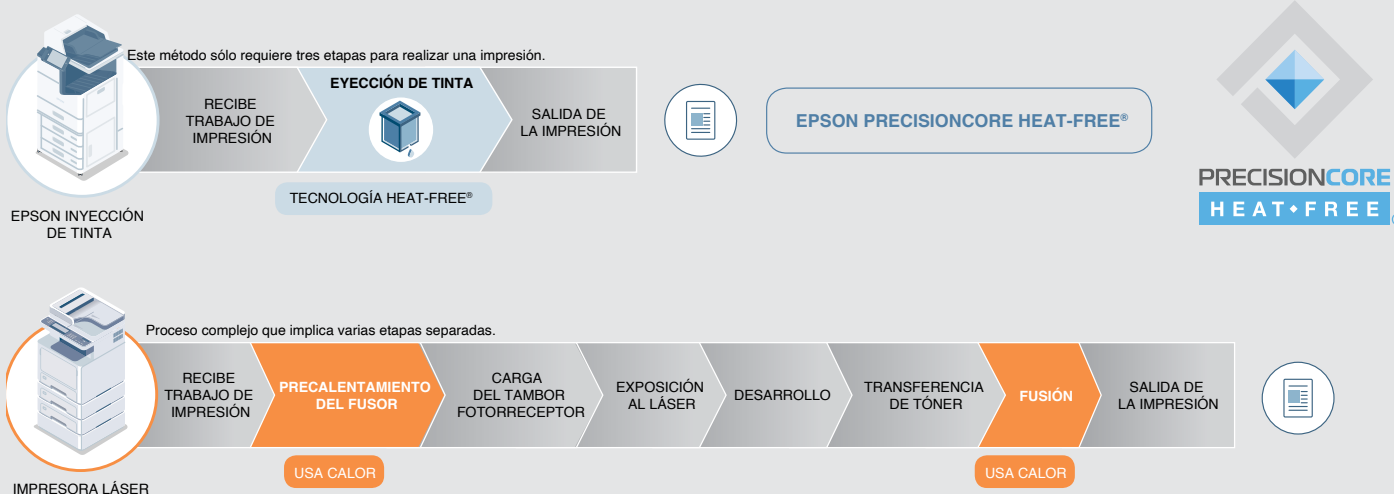 Este método sólo requiere tres etapas para realizar una impresión.
RECIBE
TRABAJO DE
IMPRESIÓN
EYECCIÓN DE TINTA
SALIDA DE
LA IMPRESIÓN
EPSON PRECISIONCORE HEAT-FREE®
PRECISIONCORE
HEAT•FREE
TECNOLOGÍA HEAT-FREE®
EPSON INYECCIÓN
DE TINTA
Proceso complejo que implica varias etapas separadas.
RECIBE
TRABAJO DE
IMPRESIÓN
PRECALENTAMIENTO
DEL FUSOR
CARGA
DEL TAMBOR
FOTORRECEPTOR
EXPOSICIÓN
AL LÁSER
DESARROLLO
TRANSFERENCIA
DE TÓNER
FUSIÓN
SALIDA DE
LA IMPRESIÓN
USA CALOR
USA CALOR
IMPRESORA LÁSER